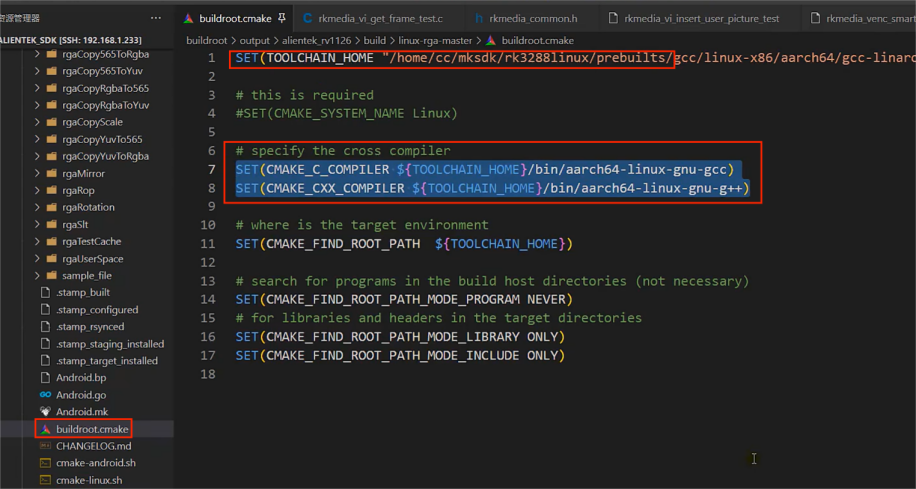 资源管理器 ...
buildroot.cmake
rkmedia_vi_get_frame_test.c
rkmedia_common.h
rkmedia_vi_insert_user_picture_test
rkmedia_venc_smart
ALIENTEK_SDK [SSH: 192.168.1.233]
buildroot > output > alientek_rv1126 > build > linux-rga-master > buildroot.cmake
rgaCopy565ToRgba
rgaCopy565ToYuv
rgaCopyRgbaTo565
rgaCopyRgbaToYuv
rgaCopyScale
rgaCopyYuvTo565
rgaCopyYuvToRgba
rgaMirror
rgaRop
rgaRotation
rgaSlt
rgaTestCache
rgaUserSpace
sample_file
.stamp_built
.stamp_configured
.stamp_rsynced
.stamp_staging_installed
.stamp_target_installed
Android.bp
Android.go
Android.mk
buildroot.cmake
CHANGELOG.md
cmake-android.sh
cmake-linux.sh
1 SET(TOOLCHAIN_HOME "/home/cc/mksdk/rk3288linux/prebuilts/gcc/linux-x86/aarch64/gcc-linaro
2
3 # this is required
4 #SET(CMAKE_SYSTEM_NAME Linux)
5
6 # specify the cross compiler
7 SET(CMAKE_C_COMPILER ${TOOLCHAIN_HOME}/bin/aarch64-linux-gnu-gcc)
8 SET(CMAKE_CXX_COMPILER ${TOOLCHAIN_HOME}/bin/aarch64-linux-gnu-g++)
9
10 # where is the target environment
11 SET(CMAKE_FIND_ROOT_PATH ${TOOLCHAIN_HOME})
12
13 # search for programs in the build host directories (not necessary)
14 SET(CMAKE_FIND_ROOT_PATH_MODE_PROGRAM NEVER)
15 # for libraries and headers in the target directories
16 SET(CMAKE_FIND_ROOT_PATH_MODE_LIBRARY ONLY)
17 SET(CMAKE_FIND_ROOT_PATH_MODE_INCLUDE ONLY)
18